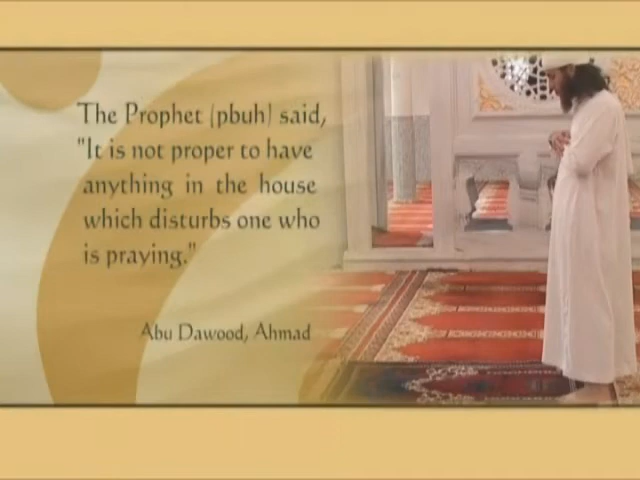 The Prophet (pbuh) said,
"It is not proper to have
anything in the house
which disturbs one who
is praying."
Abu Dawood, Ahmad